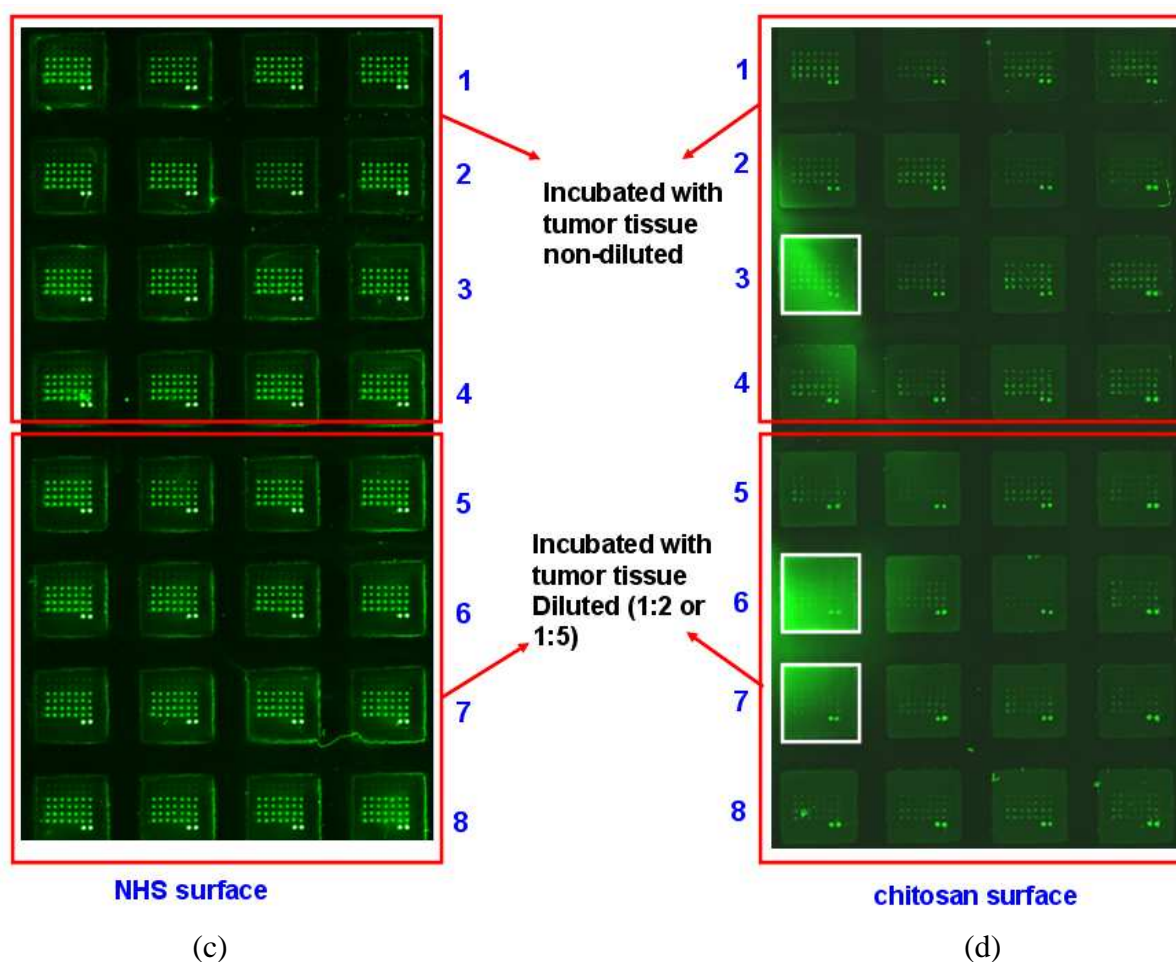 1
2
3
4
5
6
7
8
NHS surface
(c)
Incubated with
tumor tissue
non-diluted
Incubated with
tumor tissue
Diluted (1:2 or
1:5)
1
2
3
4
5
6
7
8
chitosan surface
(d)